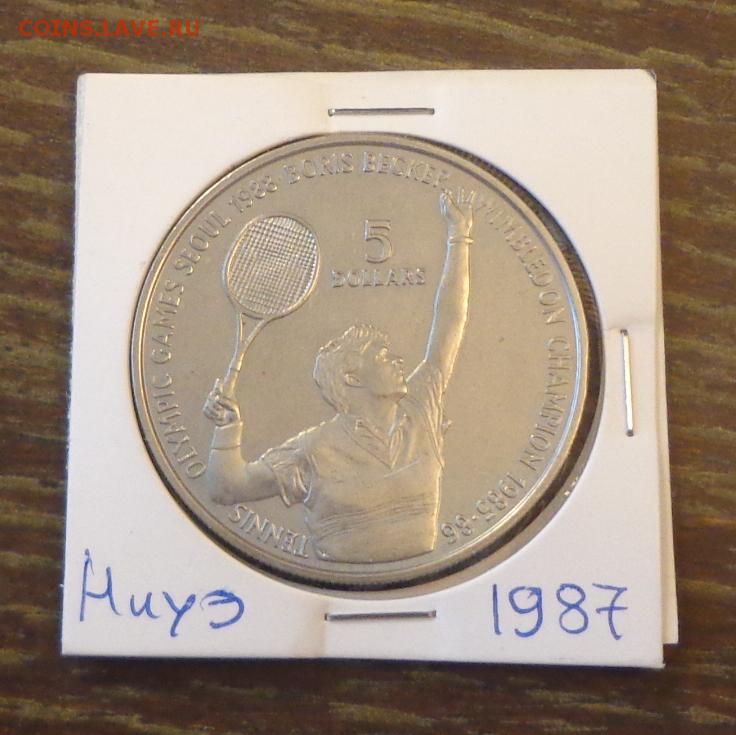 COINS.LAVE.RU
TENNIS OLYMPIC GAMES SEOUL 1988 · BORIS BECKER · WIMBLEDON CHAMPION 1985-86
5
DOLLARS
Ниуэ
1987